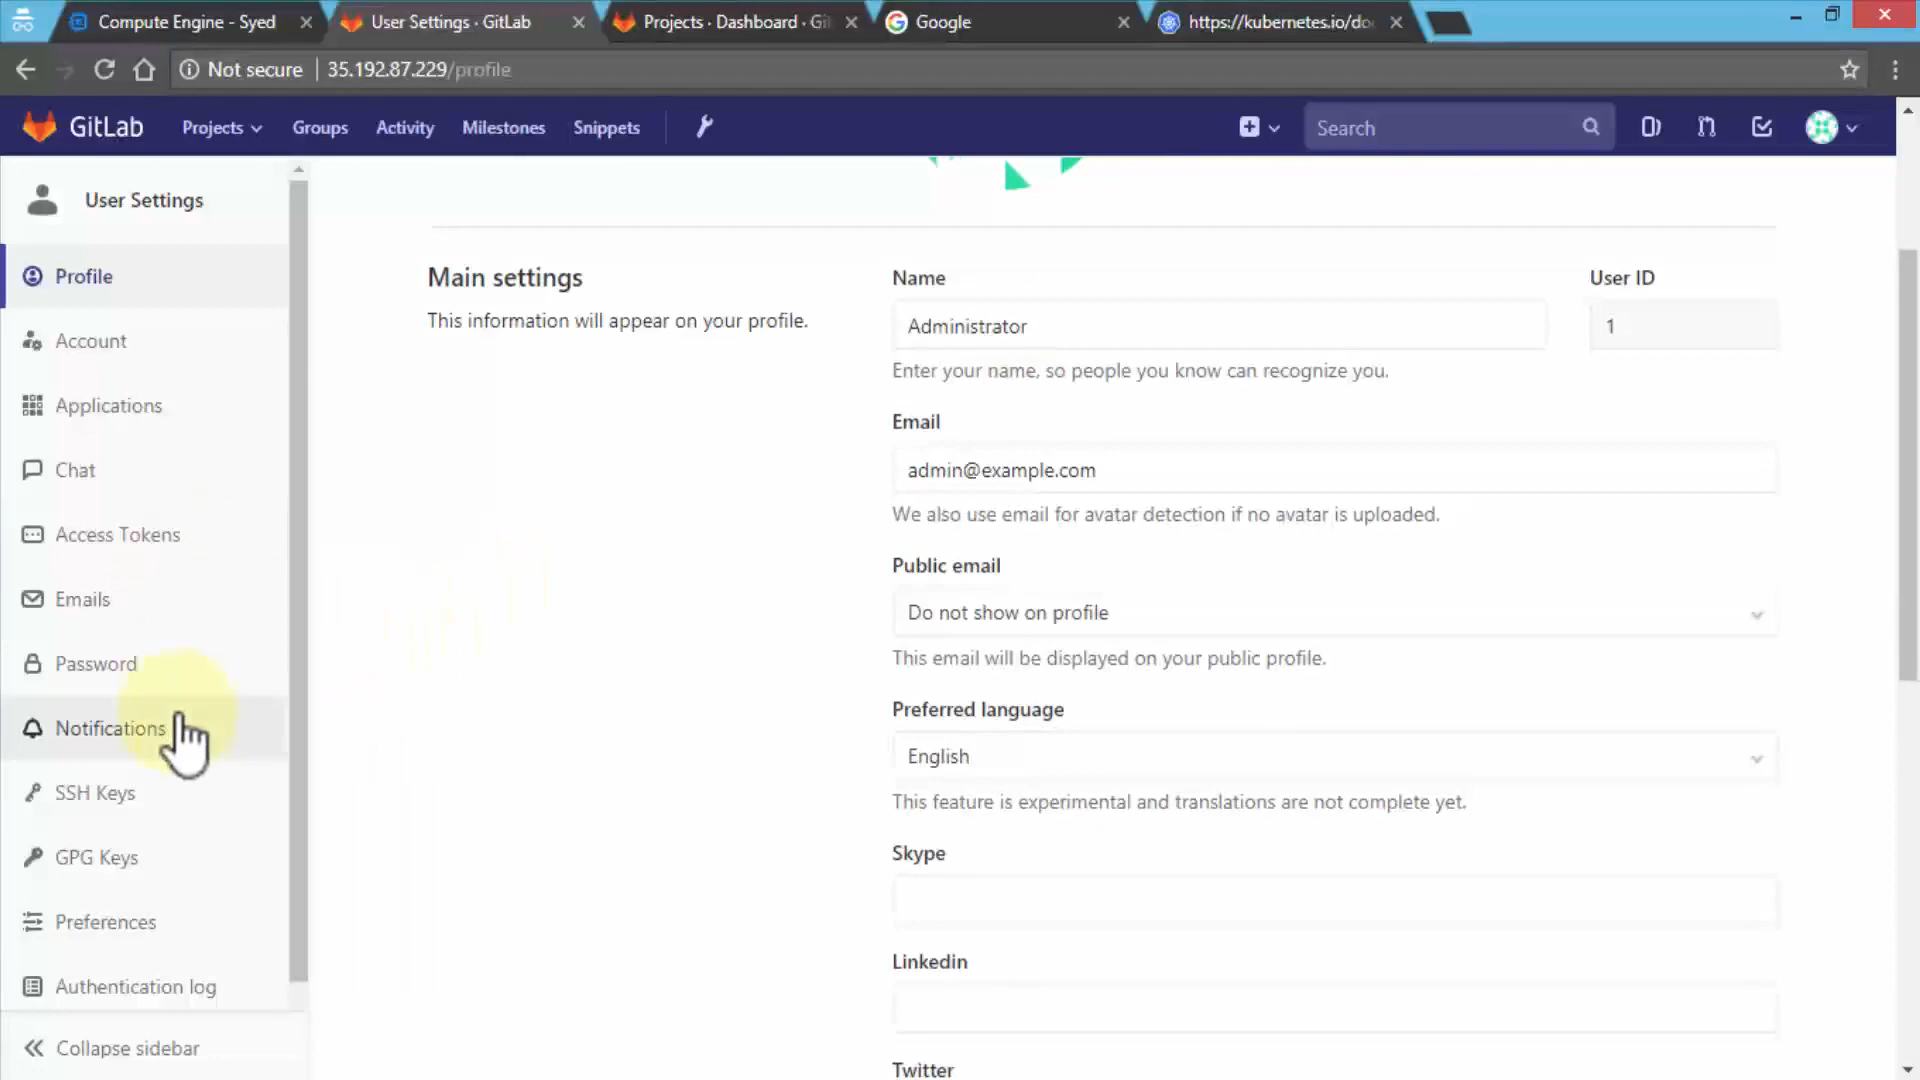 Compute Engine - Syed
User Settings · GitLab
Projects · Dashboard · Git
Google
https://kubernetes.io/doc
Not secure
35.192.87.229/profile
GitLab
Projects
Groups
Activity
Milestones
Snippets
Search
User Settings
Profile
Account
Applications
Chat
Access Tokens
Emails
Password
Notifications
SSH Keys
GPG Keys
Preferences
Authentication log
Collapse sidebar
Main settings
This information will appear on your profile.
Name
User ID
Administrator
1
Enter your name, so people you know can recognize you.
Email
admin@example.com
We also use email for avatar detection if no avatar is uploaded.
Public email
Do not show on profile
This email will be displayed on your public profile.
Preferred language
English
This feature is experimental and translations are not complete yet.
Skype
Linkedin
Twitter